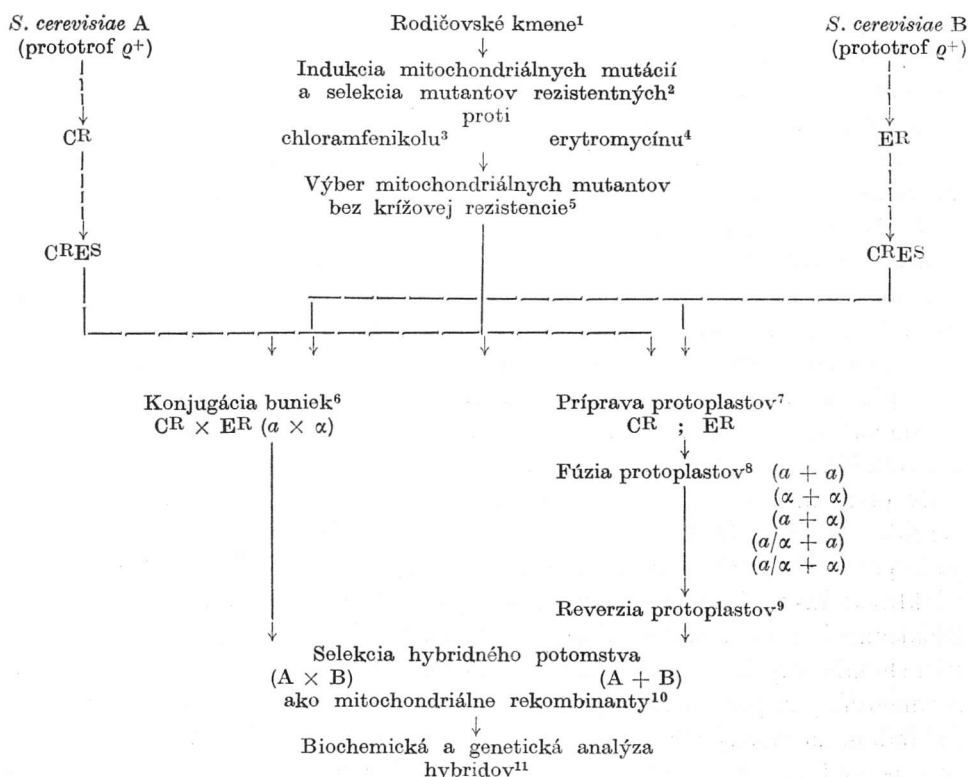 S. cerevisiae A
(prototrof ϱ⁺)
Rodičovské kmene¹
S. cerevisiae B
(prototrof ϱ⁺)
Indukcia mitochondriálnych mutácií
a selekcia mutantov rezistentných²
proti
chloramfenikolu³ erytromycínu⁴
Cᴿ
Eᴿ
Výber mitochondriálnych mutantov
bez krížovej rezistencie⁵
CᴿEˢ
CᴿEˢ
Konjugácia buniek⁶
Cᴿ × Eᴿ (a × α)
Príprava protoplastov⁷
Cᴿ ; Eᴿ
Fúzia protoplastov⁸ (a + a)
(α + α)
(a + α)
(a/α + a)
(a/α + α)
Reverzia protoplastov⁹
Selekcia hybridného potomstva
(A × B) (A + B)
ako mitochondriálne rekombinanty¹⁰
Biochemická a genetická analýza
hybridov¹¹